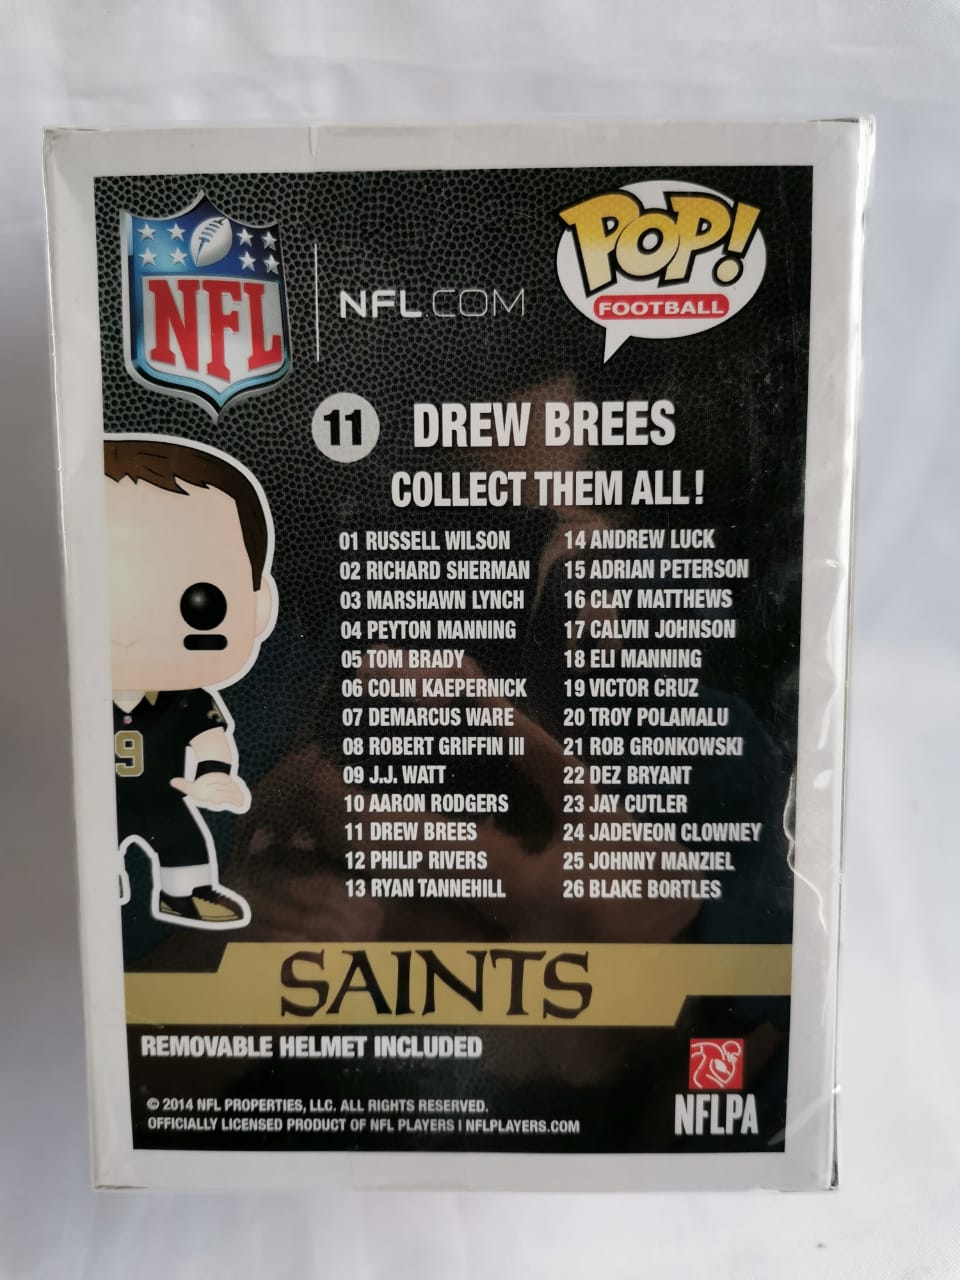 NFL
NFL.COM
POP!
FOOTBALL
11 DREW BREES
COLLECT THEM ALL!
01 RUSSELL WILSON
02 RICHARD SHERMAN
03 MARSHAWN LYNCH
04 PEYTON MANNING
05 TOM BRADY
06 COLIN KAEPERNICK
07 DEMARCUS WARE
08 ROBERT GRIFFIN III
09 J.J. WATT
10 AARON RODGERS
11 DREW BREES
12 PHILIP RIVERS
13 RYAN TANNEHILL
14 ANDREW LUCK
15 ADRIAN PETERSON
16 CLAY MATTHEWS
17 CALVIN JOHNSON
18 ELI MANNING
19 VICTOR CRUZ
20 TROY POLAMALU
21 ROB GRONKOWSKI
22 DEZ BRYANT
23 JAY CUTLER
24 JADEVEON CLOWNEY
25 JOHNNY MANZIEL
26 BLAKE BORTLES
9
SAINTS
REMOVABLE HELMET INCLUDED
© 2014 NFL PROPERTIES, LLC. ALL RIGHTS RESERVED.
OFFICIALLY LICENSED PRODUCT OF NFL PLAYERS | NFLPLAYERS.COM
NFLPA